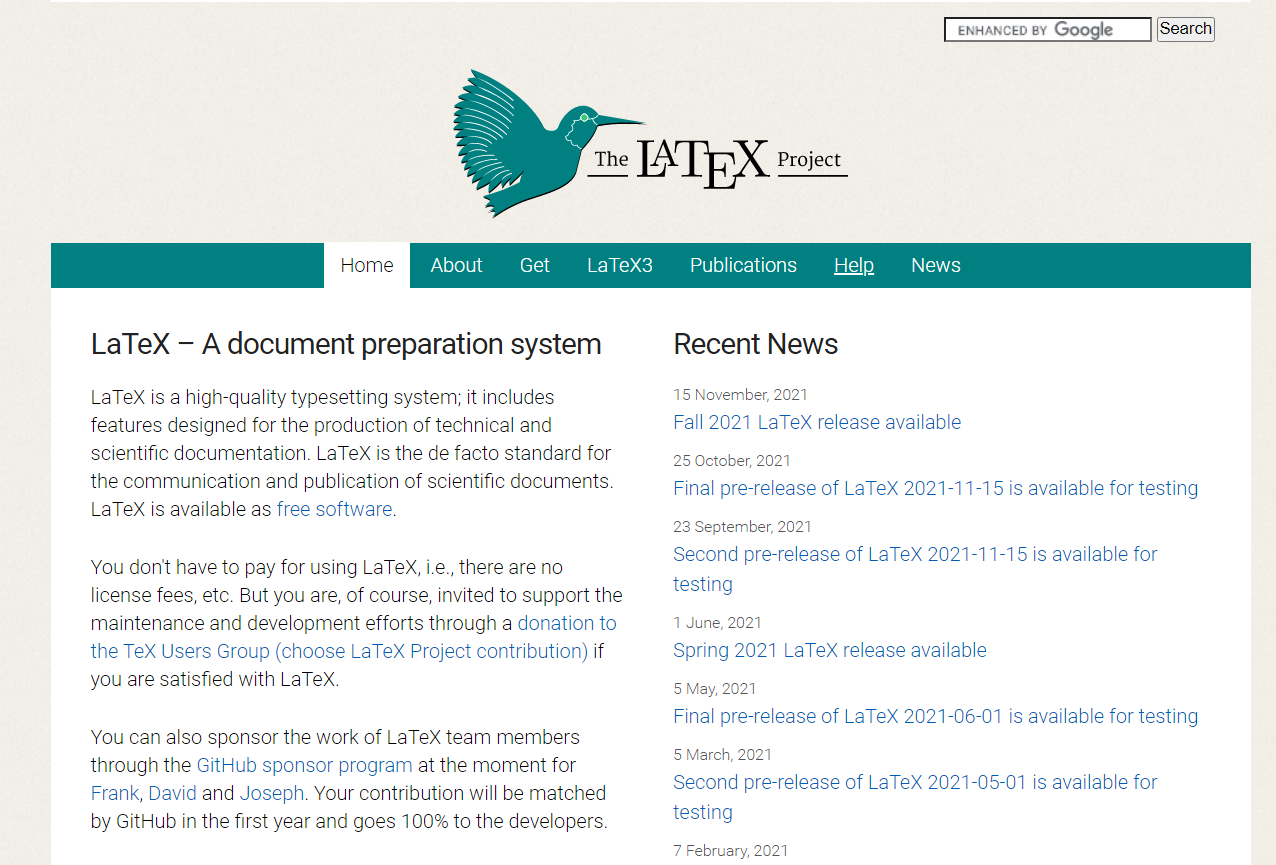 ENHANCED BY Google
Search
The LATEX Project
Home
About
Get
LaTeX3
Publications
Help
News
LaTeX – A document preparation system
LaTeX is a high-quality typesetting system; it includes
features designed for the production of technical and
scientific documentation. LaTeX is the de facto standard for
the communication and publication of scientific documents.
LaTeX is available as free software.
You don't have to pay for using LaTeX, i.e., there are no
license fees, etc. But you are, of course, invited to support the
maintenance and development efforts through a donation to
the TeX Users Group (choose LaTeX Project contribution) if
you are satisfied with LaTeX.
You can also sponsor the work of LaTeX team members
through the GitHub sponsor program at the moment for
Frank, David and Joseph. Your contribution will be matched
by GitHub in the first year and goes 100% to the developers.
Recent News
15 November, 2021
Fall 2021 LaTeX release available
25 October, 2021
Final pre-release of LaTeX 2021-11-15 is available for testing
23 September, 2021
Second pre-release of LaTeX 2021-11-15 is available for
testing
1 June, 2021
Spring 2021 LaTeX release available
5 May, 2021
Final pre-release of LaTeX 2021-06-01 is available for testing
5 March, 2021
Second pre-release of LaTeX 2021-05-01 is available for
testing
7 February, 2021